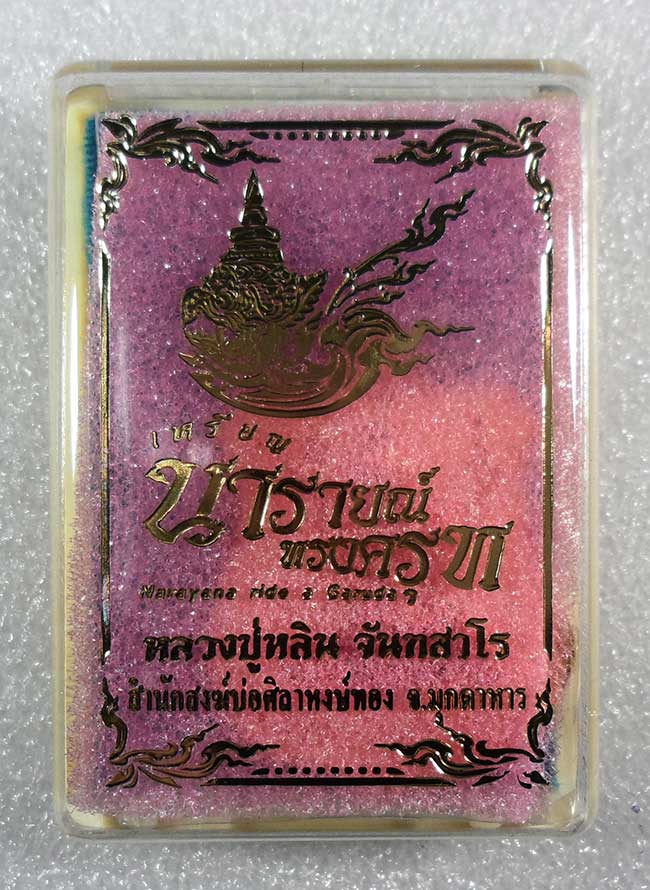 เหรียญ
นารายณ์
ทรงครุฑ
Narayana ride a Garuda
หลวงปู่หลิน จันทสาโร
สำนักสงฆ์บ่อศิลาหงษ์ทอง จ.มุกดาหาร